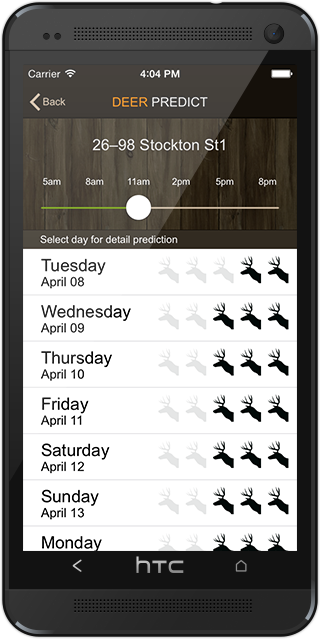 Carrier 4:04 PM
Back DEER PREDICT
26–98 Stockton St1
5am 8am 11am 2pm 5pm 8pm
Select day for detail prediction
Tuesday
April 08
Wednesday
April 09
Thursday
April 10
Friday
April 11
Saturday
April 12
Sunday
April 13
Monday
hTC